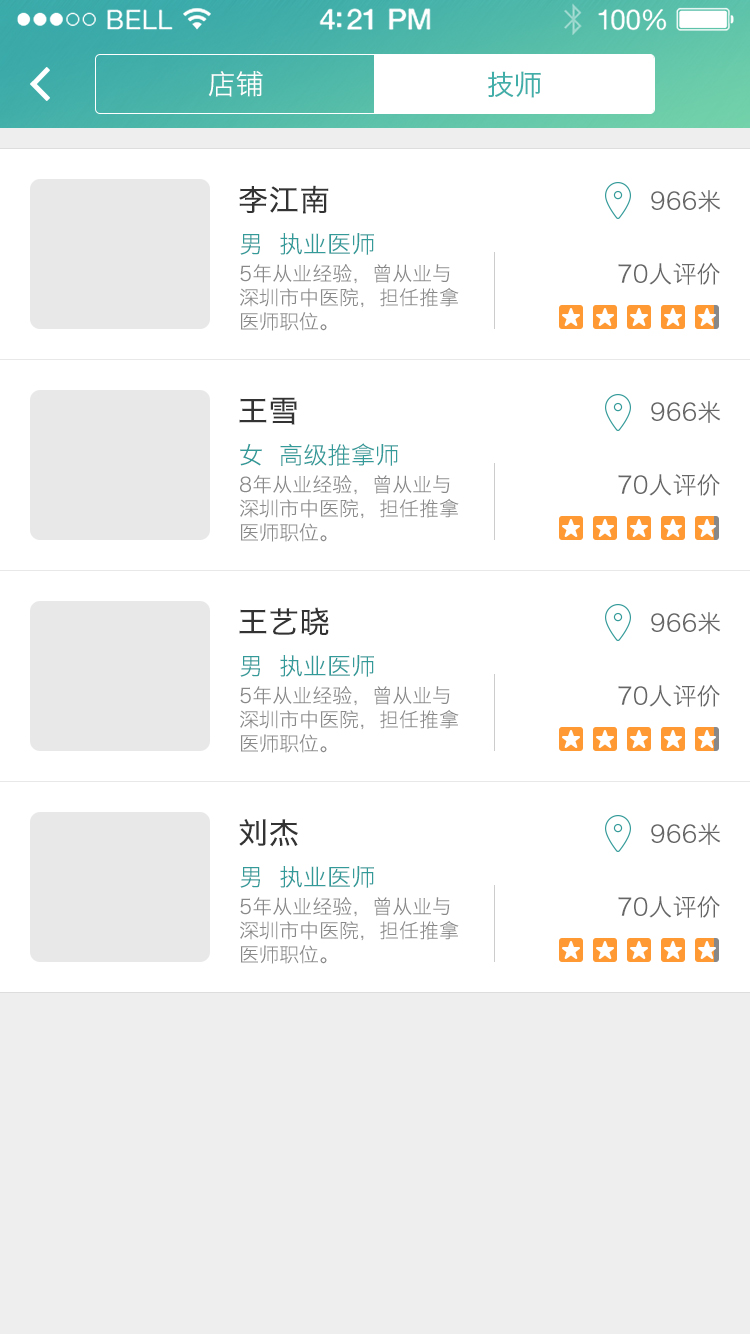 BELL 4:21 PM 100%
店铺 技师
李江南 966米
男 执业医师
5年从业经验，曾从业与 70人评价
深圳市中医院，担任推拿
医师职位。
王雪 966米
女 高级推拿师
8年从业经验，曾从业与 70人评价
深圳市中医院，担任推拿
医师职位。
王艺晓 966米
男 执业医师
5年从业经验，曾从业与 70人评价
深圳市中医院，担任推拿
医师职位。
刘杰 966米
男 执业医师
5年从业经验，曾从业与 70人评价
深圳市中医院，担任推拿
医师职位。